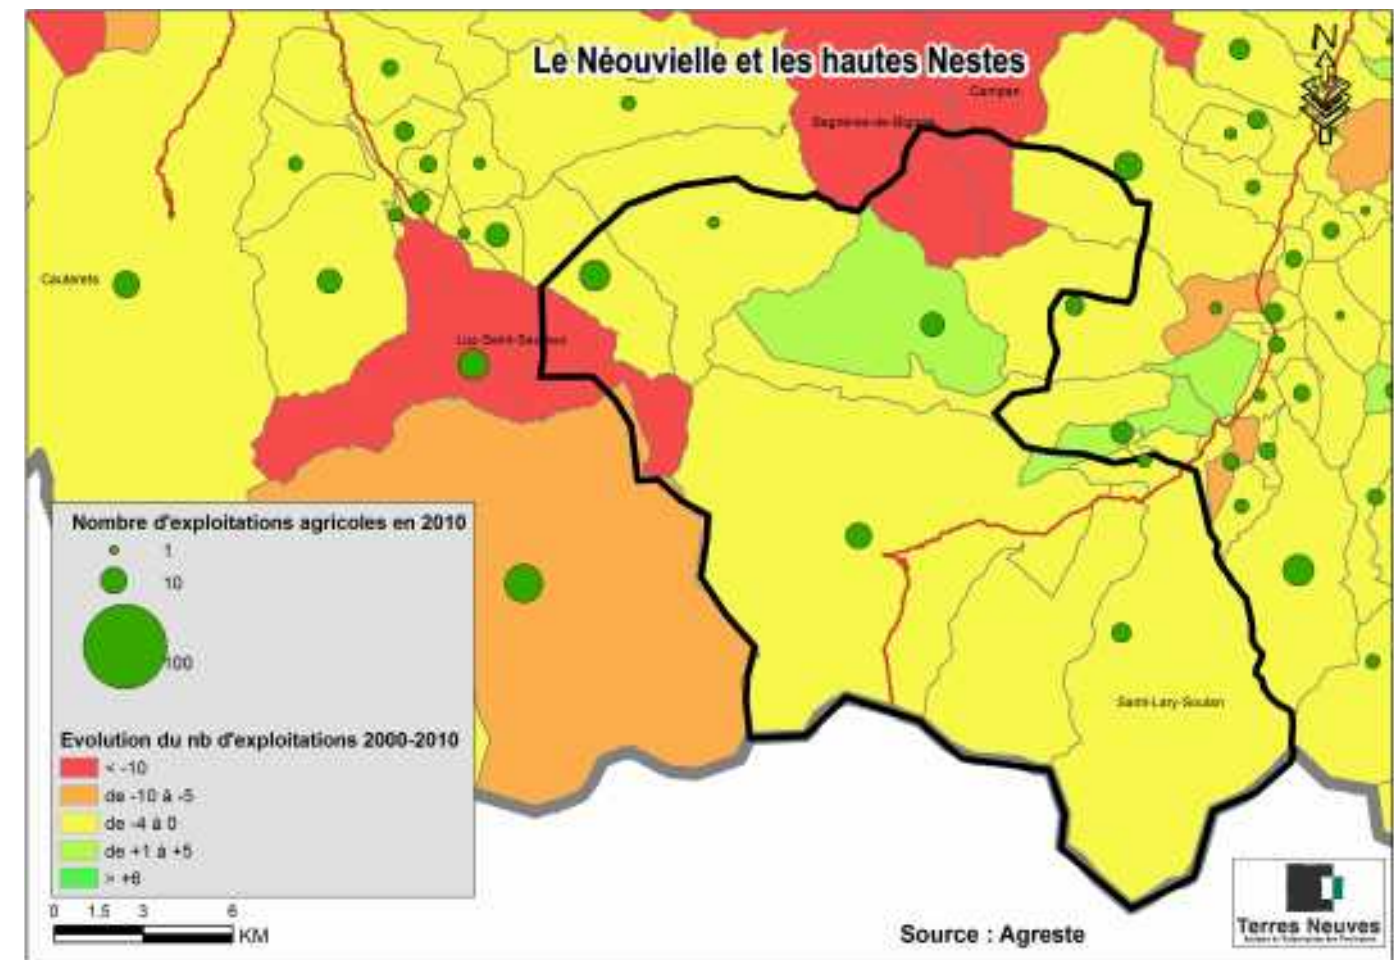 Le Néouvielle et les hautes Nestes
N
Campan
Bagnères-de-Bigorre
Cauterets
Luz-Saint-Sauveur
Nombre d'exploitations agricoles en 2010
1
10
100
Evolution du nb d'exploitations 2000-2010
< -10
de -10 à -5
de -4 à 0
de +1 à +5
> +6
Saint-Lary-Soulan
0 1.5 3 6
KM
Source : Agreste
Terres Neuves